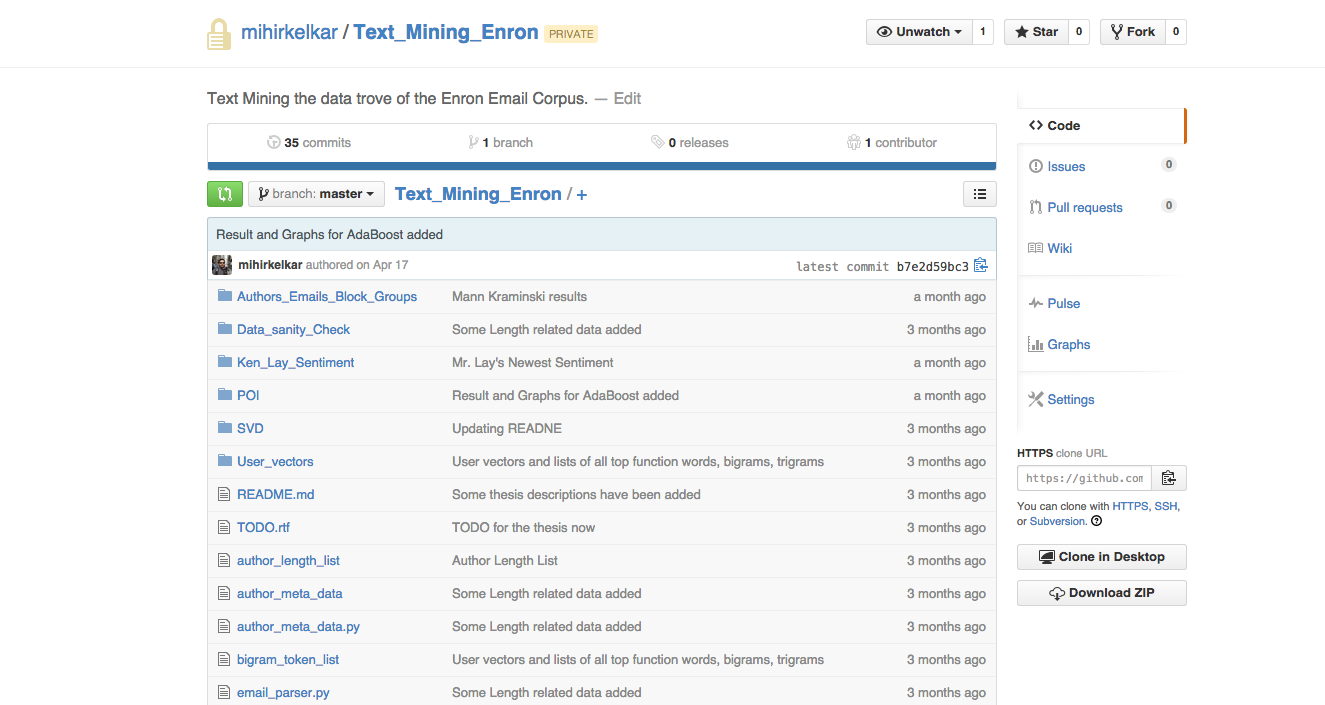 mihirkelkar / Text_Mining_Enron PRIVATE Unwatch 1 Star 0 Fork 0
Text Mining the data trove of the Enron Email Corpus. — Edit
35 commits 1 branch 0 releases 1 contributor
branch: master Text_Mining_Enron / +
Result and Graphs for AdaBoost added
mihirkelkar authored on Apr 17 latest commit b7e2d59bc3
Authors_Emails_Block_Groups Mann Kraminski results a month ago
Data_sanity_Check Some Length related data added 3 months ago
Ken_Lay_Sentiment Mr. Lay's Newest Sentiment a month ago
POI Result and Graphs for AdaBoost added a month ago
SVD Updating READNE 3 months ago
User_vectors User vectors and lists of all top function words, bigrams, trigrams 3 months ago
README.md Some thesis descriptions have been added 3 months ago
TODO.rtf TODO for the thesis now 3 months ago
author_length_list Author Length List 3 months ago
author_meta_data Some Length related data added 3 months ago
author_meta_data.py Some Length related data added 3 months ago
bigram_token_list User vectors and lists of all top function words, bigrams, trigrams 3 months ago
email_parser.py Some Length related data added 3 months ago
Code
Issues 0
Pull requests 0
Wiki
Pulse
Graphs
Settings
HTTPS clone URL
https://github.com
You can clone with HTTPS, SSH,
or Subversion.
Clone in Desktop
Download ZIP